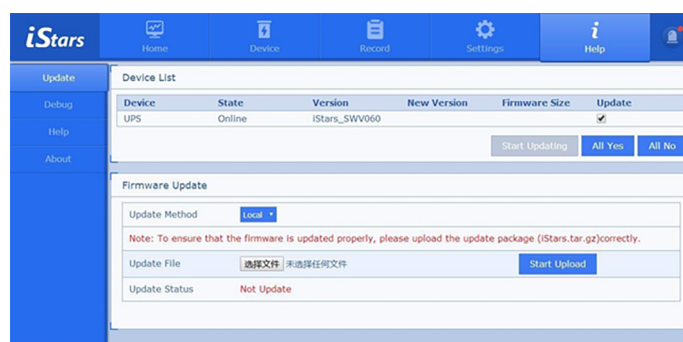 iStars
Home Device Record Settings Help
Update
Debug
Help
About
Device List
Device State Version New Version Firmware Size Update
UPS Online iStars_SWV060
Start Updating All Yes All No
Firmware Update
Update Method Local
Note: To ensure that the firmware is updated properly, please upload the update package (iStars.tar.gz)correctly.
Update File 选择文件 未选择任何文件 Start Upload
Update Status Not Update